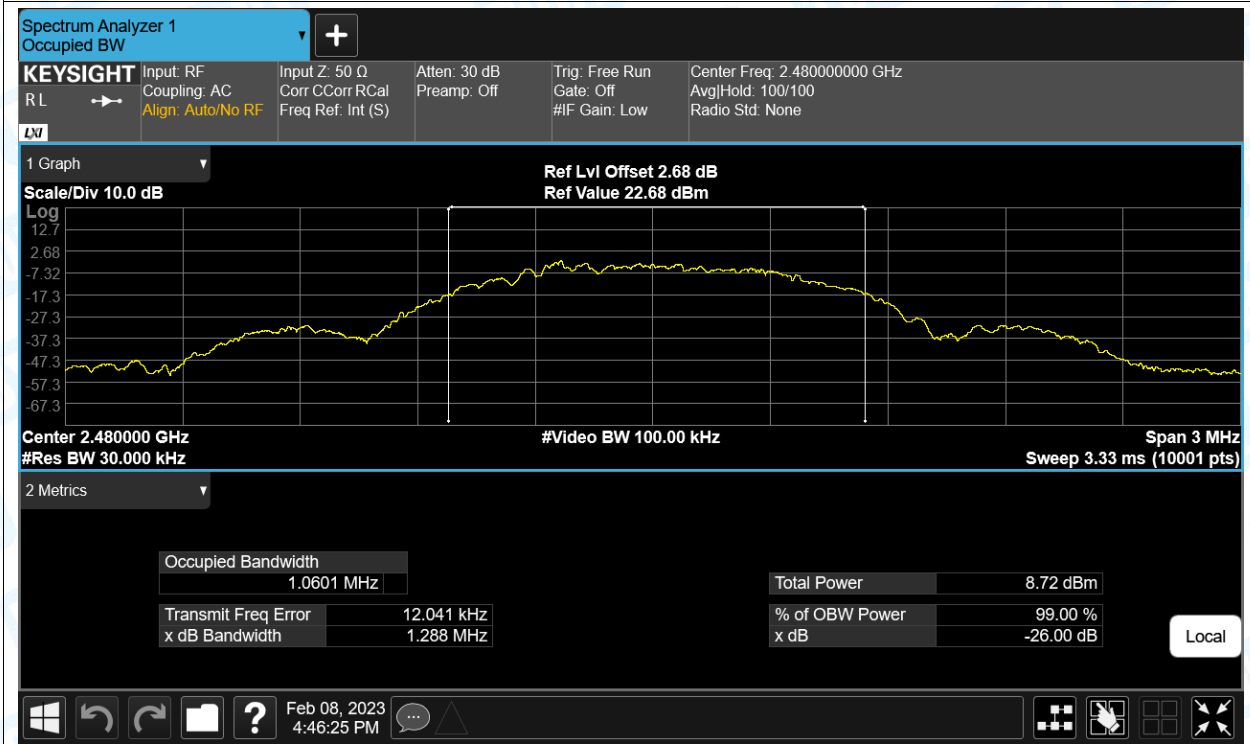 Spectrum Analyzer 1
Occupied BW
KEYSIGHT
R L
LXI
Input: RF
Coupling: AC
Align: Auto/No RF
Input Z: 50 Ω
Corr CCorr RCal
Freq Ref: Int (S)
Atten: 30 dB
Preamp: Off
Trig: Free Run
Gate: Off
#IF Gain: Low
Center Freq: 2.480000000 GHz
Avg|Hold: 100/100
Radio Std: None
1 Graph
Scale/Div 10.0 dB
Ref Lvl Offset 2.68 dB
Ref Value 22.68 dBm
Log
12.7
2.68
-7.32
-17.3
-27.3
-37.3
-47.3
-57.3
-67.3
Center 2.480000 GHz
#Res BW 30.000 kHz
#Video BW 100.00 kHz
Span 3 MHz
Sweep 3.33 ms (10001 pts)
2 Metrics
Occupied Bandwidth
1.0601 MHz
Transmit Freq Error 12.041 kHz
x dB Bandwidth 1.288 MHz
Total Power 8.72 dBm
% of OBW Power 99.00 %
x dB -26.00 dB
Local
?
Feb 08, 2023
4:46:25 PM